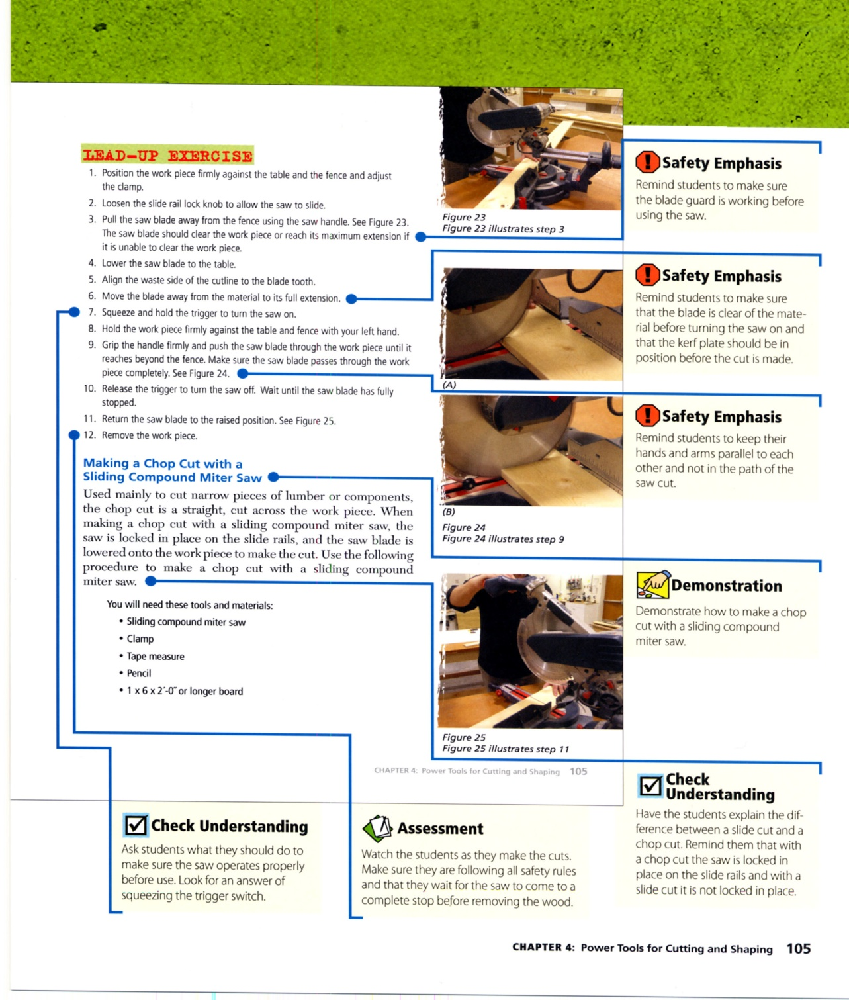 LEAD-UP EXERCISE
1. Position the work piece firmly against the table and the fence and adjust
the clamp.
2. Loosen the slide rail lock knob to allow the saw to slide.
3. Pull the saw blade away from the fence using the saw handle. See Figure 23.
The saw blade should clear the work piece or reach its maximum extension if
it is unable to clear the work piece.
4. Lower the saw blade to the table.
5. Align the waste side of the cutline to the blade tooth.
6. Move the blade away from the material to its full extension.
7. Squeeze and hold the trigger to turn the saw on.
8. Hold the work piece firmly against the table and fence with your left hand.
9. Grip the handle firmly and push the saw blade through the work piece until it
reaches beyond the fence. Make sure the saw blade passes through the work
piece completely. See Figure 24.
10. Release the trigger to turn the saw off. Wait until the saw blade has fully
stopped.
11. Return the saw blade to the raised position. See Figure 25.
12. Remove the work piece.
Making a Chop Cut with a
Sliding Compound Miter Saw
Used mainly to cut narrow pieces of lumber or components,
the chop cut is a straight, cut across the work piece. When
making a chop cut with a sliding compound miter saw, the
saw is locked in place on the slide rails, and the saw blade is
lowered onto the work piece to make the cut. Use the following
procedure to make a chop cut with a sliding compound
miter saw.
You will need these tools and materials:
• Sliding compound miter saw
• Clamp
• Tape measure
• Pencil
• 1 x 6 x 2´-0˝ or longer board
Figure 23
Figure 23 illustrates step 3
(A)
(B)
Figure 24
Figure 24 illustrates step 9
Figure 25
Figure 25 illustrates step 11
CHAPTER 4: Power Tools for Cutting and Shaping 105
Safety Emphasis
Remind students to make sure
the blade guard is working before
using the saw.
Safety Emphasis
Remind students to make sure
that the blade is clear of the mate-
rial before turning the saw on and
that the kerf plate should be in
position before the cut is made.
Safety Emphasis
Remind students to keep their
hands and arms parallel to each
other and not in the path of the
saw cut.
Demonstration
Demonstrate how to make a chop
cut with a sliding compound
miter saw.
Check
Understanding
Have the students explain the dif-
ference between a slide cut and a
chop cut. Remind them that with
a chop cut the saw is locked in
place on the slide rails and with a
slide cut it is not locked in place.
Check Understanding
Ask students what they should do to
make sure the saw operates properly
before use. Look for an answer of
squeezing the trigger switch.
Assessment
Watch the students as they make the cuts.
Make sure they are following all safety rules
and that they wait for the saw to come to a
complete stop before removing the wood.
CHAPTER 4: Power Tools for Cutting and Shaping 105